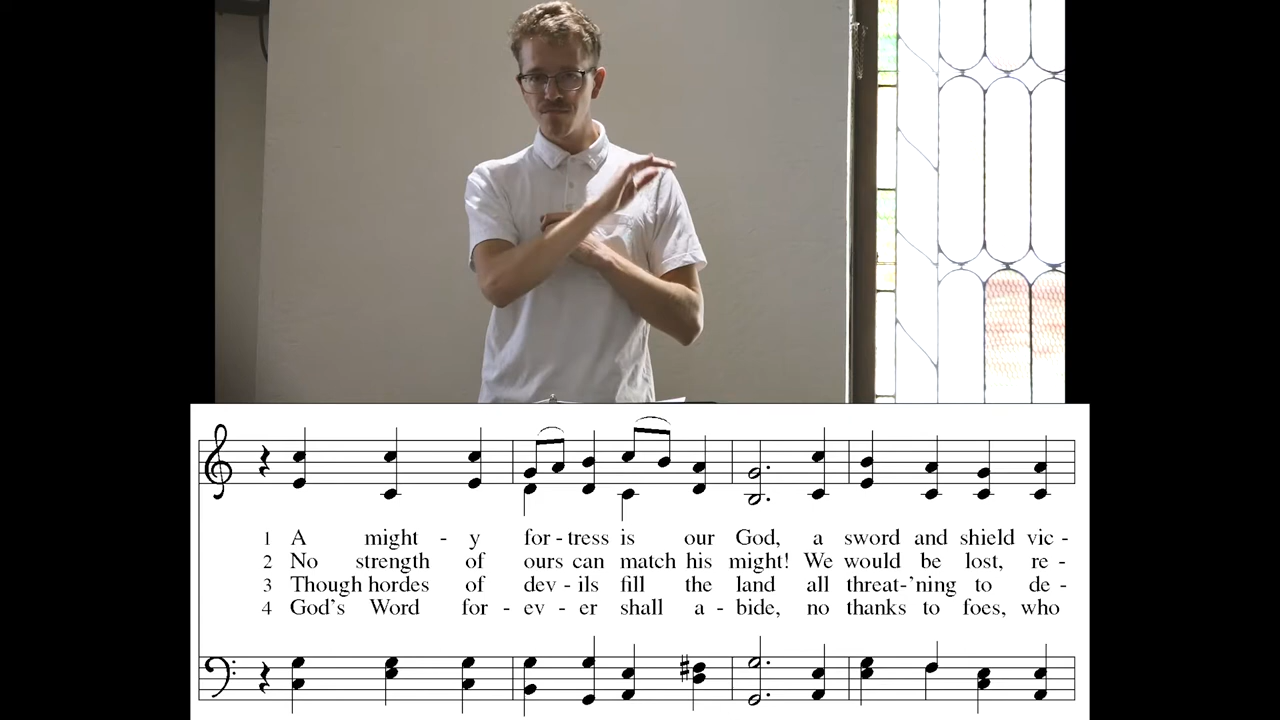 1 A might - y for - tress is our God, a sword and shield vic -
2 No strength of ours can match his might! We would be lost, re -
3 Though hordes of dev - ils fill the land all threat-'ning to de -
4 God's Word for - ev - er shall a - bide, no thanks to foes, who